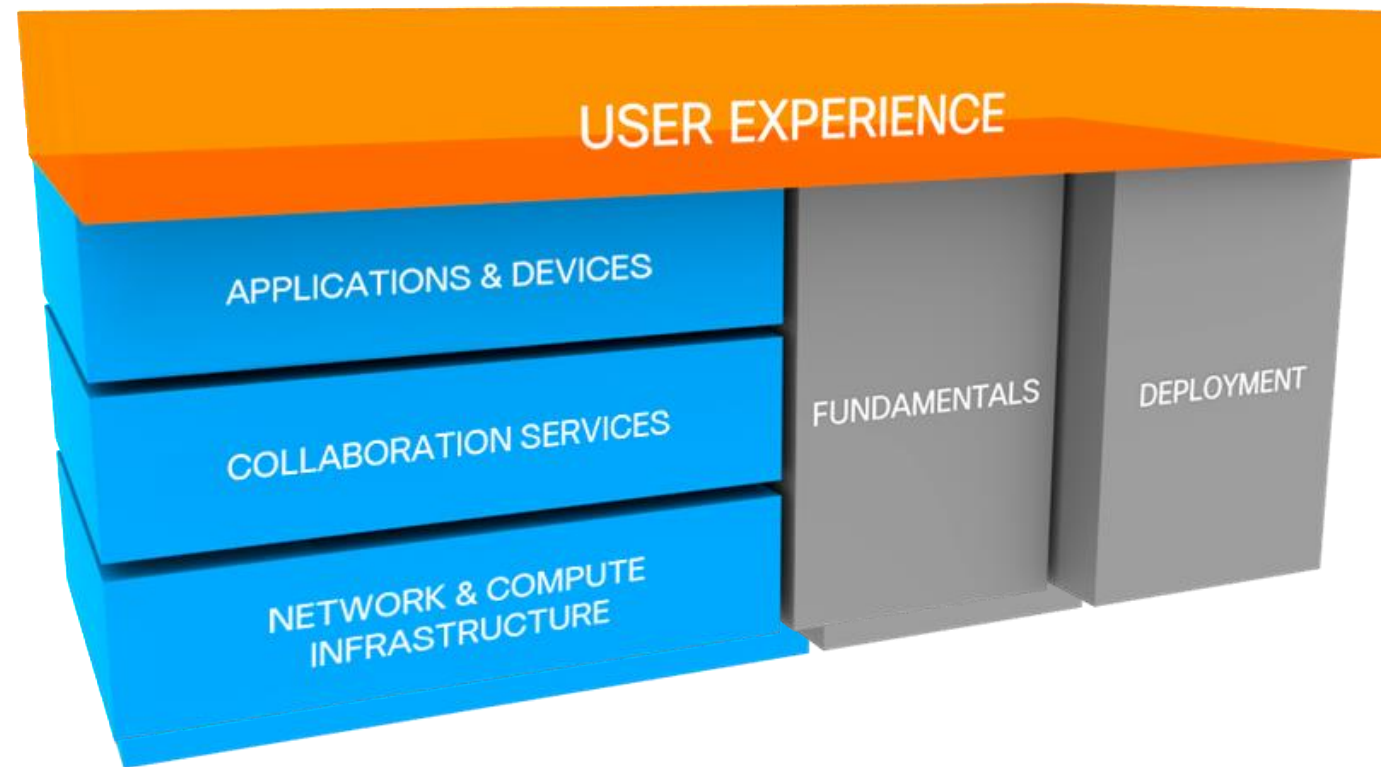 USER EXPERIENCE
APPLICATIONS & DEVICES
COLLABORATION SERVICES
NETWORK & COMPUTE
INFRASTRUCTURE
FUNDAMENTALS
DEPLOYMENT